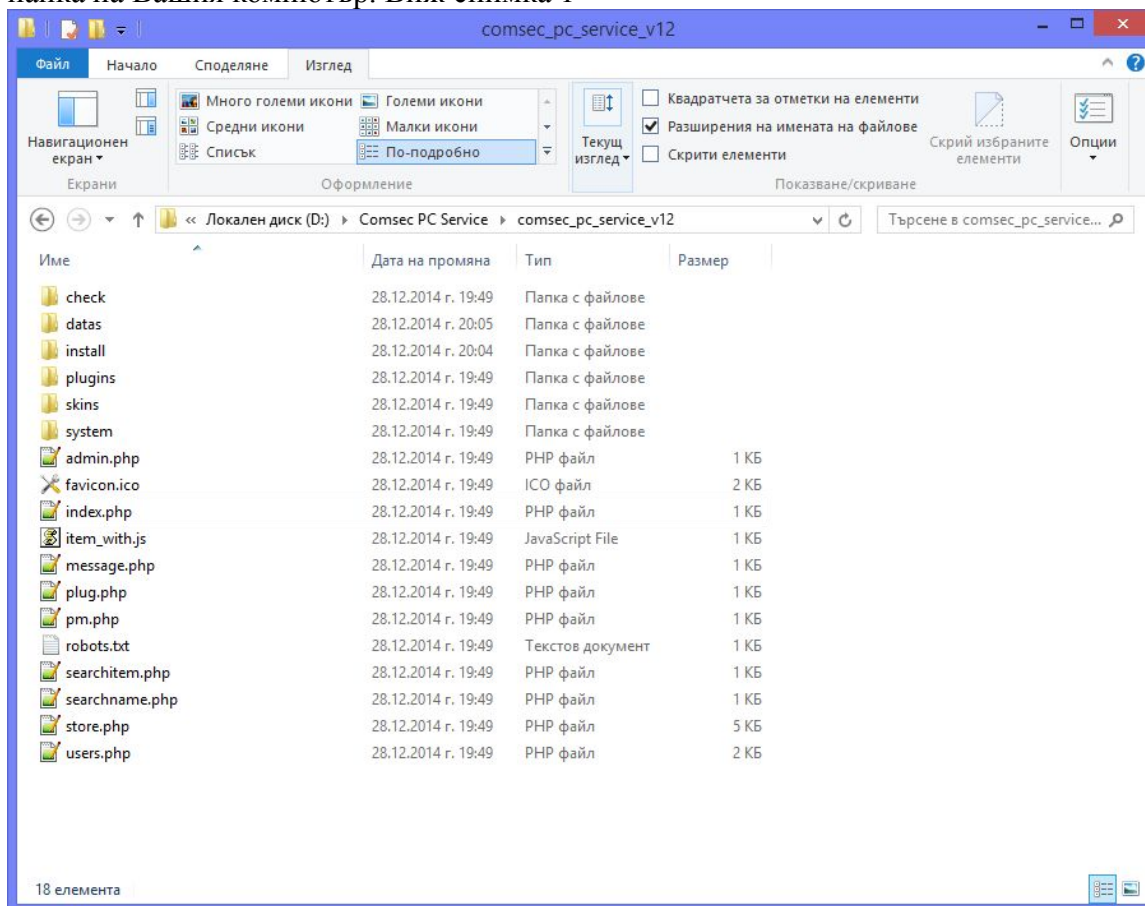 папка на Вашия компютър. Виж снимка 1
comsec_pc_service_v12
Файл Начало Споделяне Изглед
Много големи икони Големи икони
Средни икони Малки икони
Списък По-подробно
Навигационен екран
Текущ изглед
Квадратчета за отметки на елементи
Разширения на имената на файлове
Скрити елементи
Скрий избраните елементи
Опции
Екрани Оформление Показване/скриване
« Локален диск (D:) Comsec PC Service comsec_pc_service_v12 Търсене в comsec_pc_service...
Име Дата на промяна Тип Размер
check 28.12.2014 г. 19:49 Папка с файлове
datas 28.12.2014 г. 20:05 Папка с файлове
install 28.12.2014 г. 20:04 Папка с файлове
plugins 28.12.2014 г. 19:49 Папка с файлове
skins 28.12.2014 г. 19:49 Папка с файлове
system 28.12.2014 г. 19:49 Папка с файлове
admin.php 28.12.2014 г. 19:49 PHP файл 1 КБ
favicon.ico 28.12.2014 г. 19:49 ICO файл 2 КБ
index.php 28.12.2014 г. 19:49 PHP файл 1 КБ
item_with.js 28.12.2014 г. 19:49 JavaScript File 1 КБ
message.php 28.12.2014 г. 19:49 PHP файл 1 КБ
plug.php 28.12.2014 г. 19:49 PHP файл 1 КБ
pm.php 28.12.2014 г. 19:49 PHP файл 1 КБ
robots.txt 28.12.2014 г. 19:49 Текстов документ 1 КБ
searchitem.php 28.12.2014 г. 19:49 PHP файл 1 КБ
searchname.php 28.12.2014 г. 19:49 PHP файл 1 КБ
store.php 28.12.2014 г. 19:49 PHP файл 5 КБ
users.php 28.12.2014 г. 19:49 PHP файл 2 КБ
18 елемента